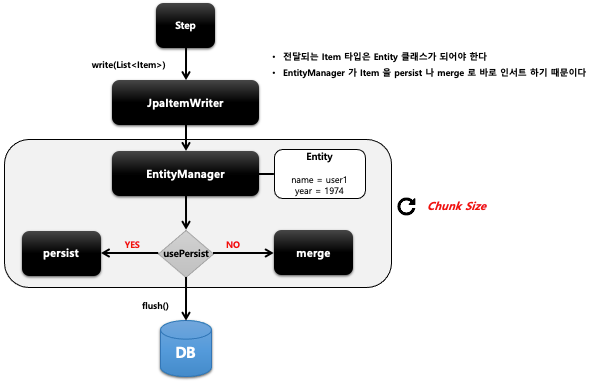 Step
write(List<Item>)
• 전달되는 Item 타입은 Entity 클래스가 되어야 한다
• EntityManager 가 Item 을 persist 나 merge 로 바로 인서트 하기 때문이다
JpaItemWriter
EntityManager
Entity
name = user1
year = 1974
Chunk Size
persist
YES
usePersist
NO
merge
flush()
DB